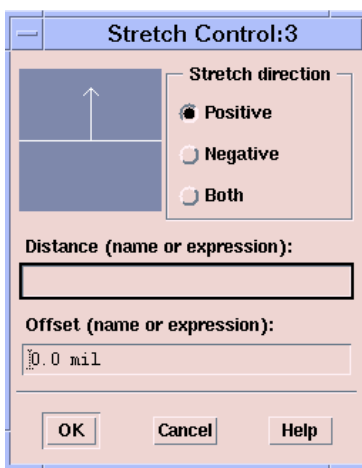 Stretch Control:3
Stretch direction
Positive
Negative
Both
Distance (name or expression):
Offset (name or expression):
0.0 mil
OK Cancel Help